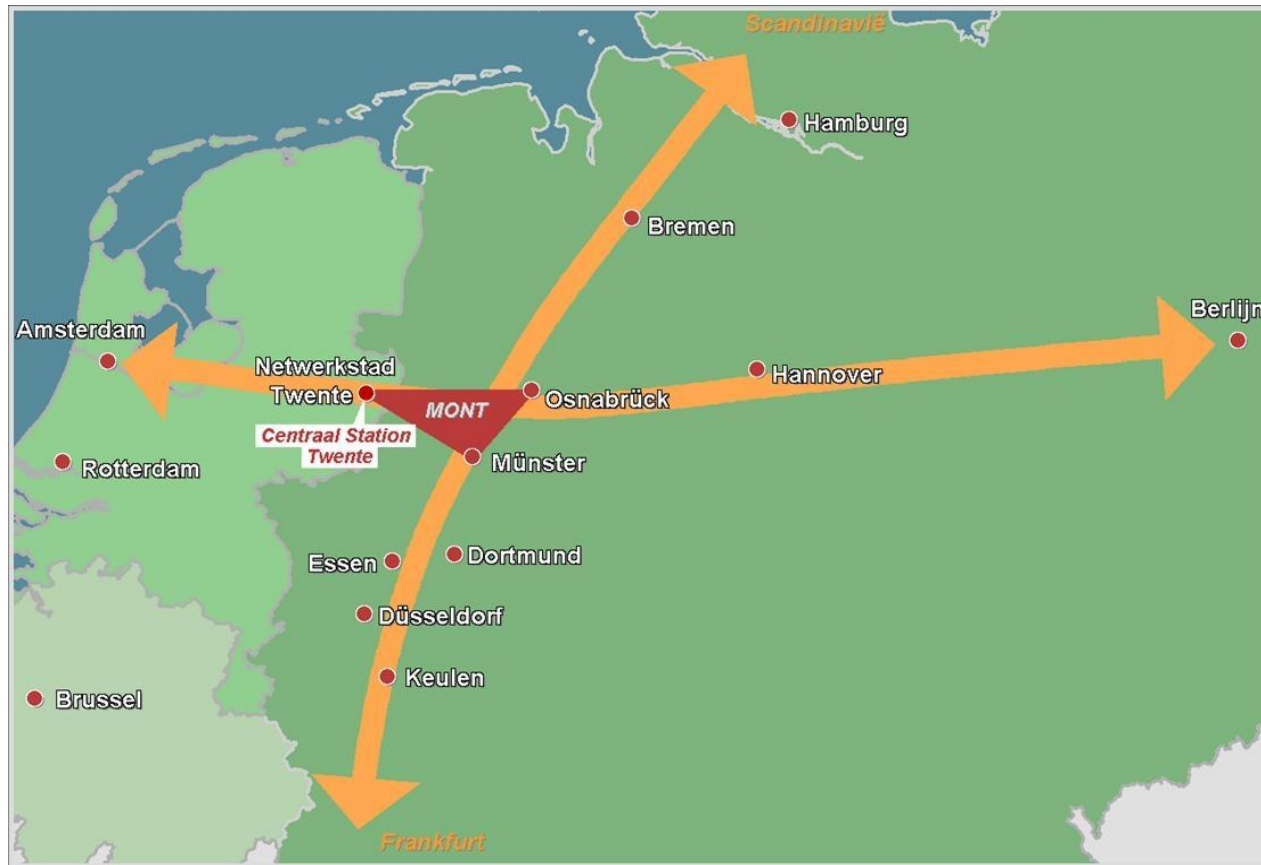 Scandinavië
Hamburg
Bremen
Berlijn
Amsterdam
Netwerkstad
Twente
Hannover
MONT
Osnabrück
Centraal Station
Twente
Münster
Rotterdam
Essen
Dortmund
Düsseldorf
Keulen
Brussel
Frankfurt